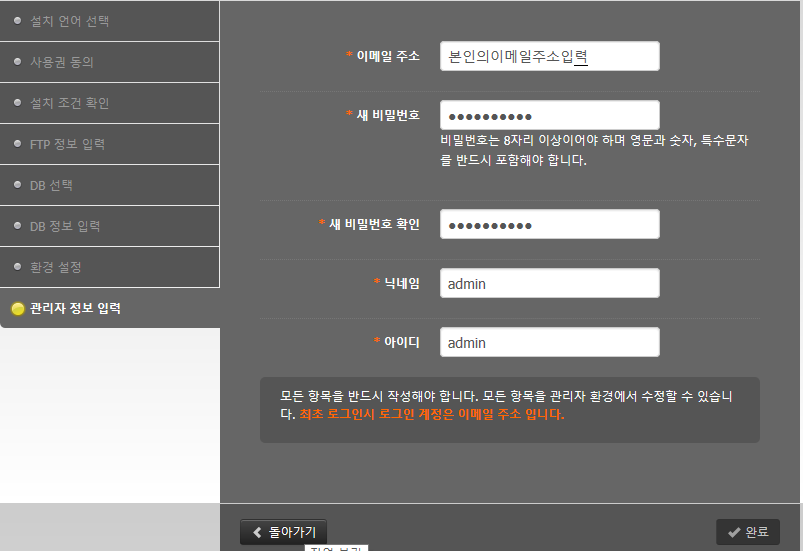 설치 언어 선택
사용권 동의
설치 조건 확인
FTP 정보 입력
DB 선택
DB 정보 입력
환경 설정
관리자 정보 입력
* 이메일 주소 본인의이메일주소입력
* 새 비밀번호 ●●●●●●●●●●
비밀번호는 8자리 이상이어야 하며 영문과 숫자, 특수문자
를 반드시 포함해야 합니다.
* 새 비밀번호 확인 ●●●●●●●●●●
* 닉네임 admin
* 아이디 admin
모든 항목을 반드시 작성해야 합니다. 모든 항목을 관리자 환경에서 수정할 수 있습니
다. 최초 로그인시 로그인 계정은 이메일 주소 입니다.
돌아가기
완료